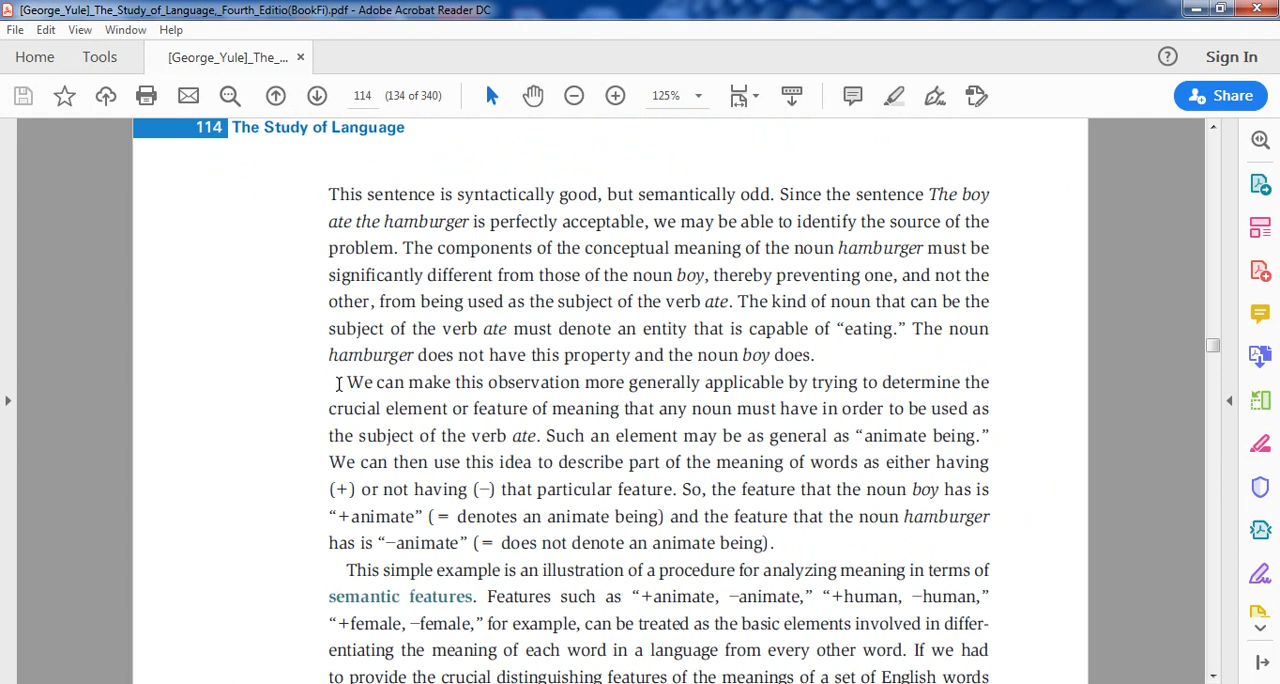 [George_Yule]_The_Study_of_Language,_Fourth_Editio(BookFi).pdf - Adobe Acrobat Reader DC
File Edit View Window Help
Home Tools [George_Yule]_The_... × Sign In
114 (134 of 340) 125% Share
114 The Study of Language
This sentence is syntactically good, but semantically odd. Since the sentence The boy
ate the hamburger is perfectly acceptable, we may be able to identify the source of the
problem. The components of the conceptual meaning of the noun hamburger must be
significantly different from those of the noun boy, thereby preventing one, and not the
other, from being used as the subject of the verb ate. The kind of noun that can be the
subject of the verb ate must denote an entity that is capable of “eating.” The noun
hamburger does not have this property and the noun boy does.
We can make this observation more generally applicable by trying to determine the
crucial element or feature of meaning that any noun must have in order to be used as
the subject of the verb ate. Such an element may be as general as “animate being.”
We can then use this idea to describe part of the meaning of words as either having
(+) or not having (−) that particular feature. So, the feature that the noun boy has is
“+animate” (= denotes an animate being) and the feature that the noun hamburger
has is “−animate” (= does not denote an animate being).
This simple example is an illustration of a procedure for analyzing meaning in terms of
semantic features. Features such as “+animate, −animate,” “+human, −human,”
“+female, −female,” for example, can be treated as the basic elements involved in differ-
entiating the meaning of each word in a language from every other word. If we had
to provide the crucial distinguishing features of the meanings of a set of English words